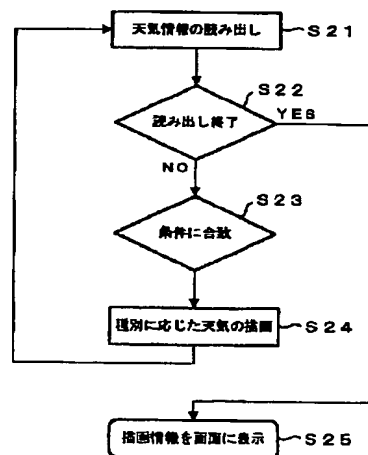 天気情報の読み出し S21
S22
読み出し終了 YES
NO
S23
条件に合致
種別に応じた天気の描画 S24
描画情報を画面に表示 S25